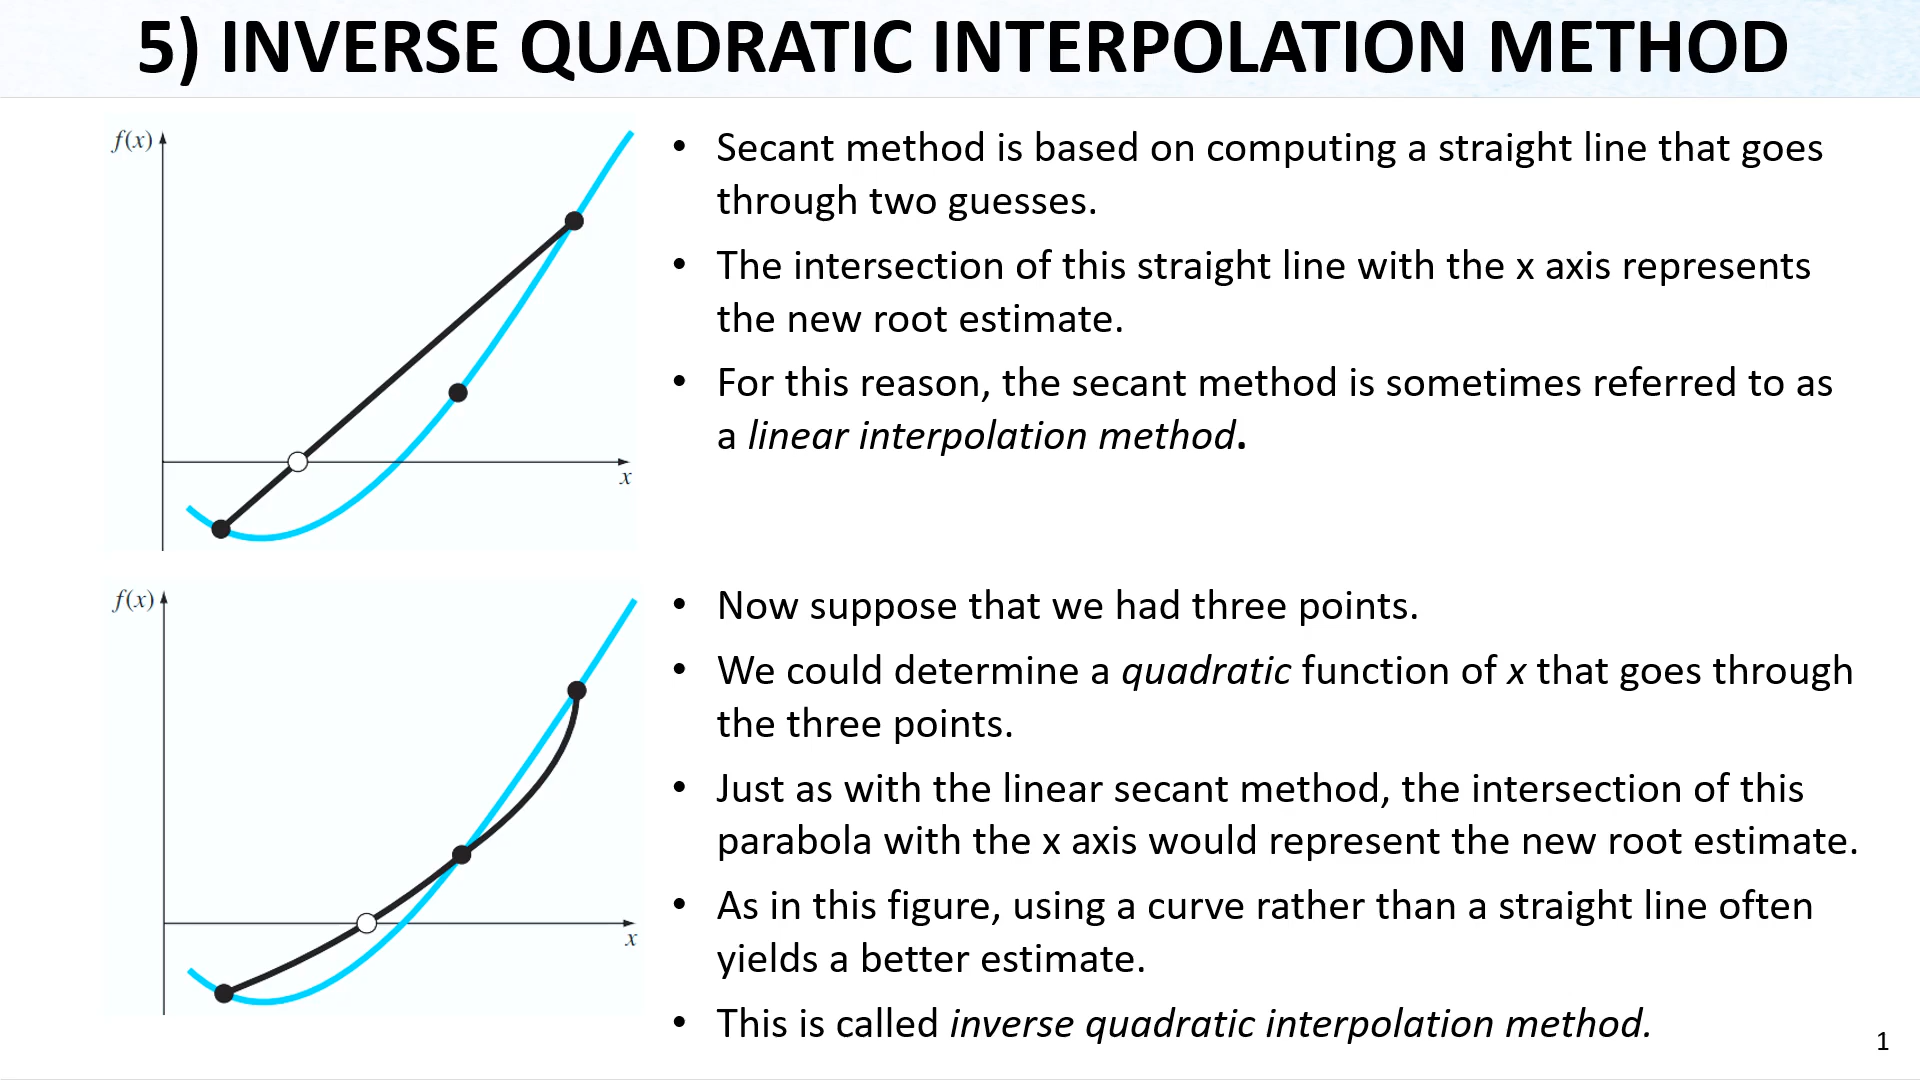 5) INVERSE QUADRATIC INTERPOLATION METHOD
f(x)
x
• Secant method is based on computing a straight line that goes
through two guesses.
• The intersection of this straight line with the x axis represents
the new root estimate.
• For this reason, the secant method is sometimes referred to as
a linear interpolation method.
f(x)
x
• Now suppose that we had three points.
• We could determine a quadratic function of x that goes through
the three points.
• Just as with the linear secant method, the intersection of this
parabola with the x axis would represent the new root estimate.
• As in this figure, using a curve rather than a straight line often
yields a better estimate.
• This is called inverse quadratic interpolation method.
1